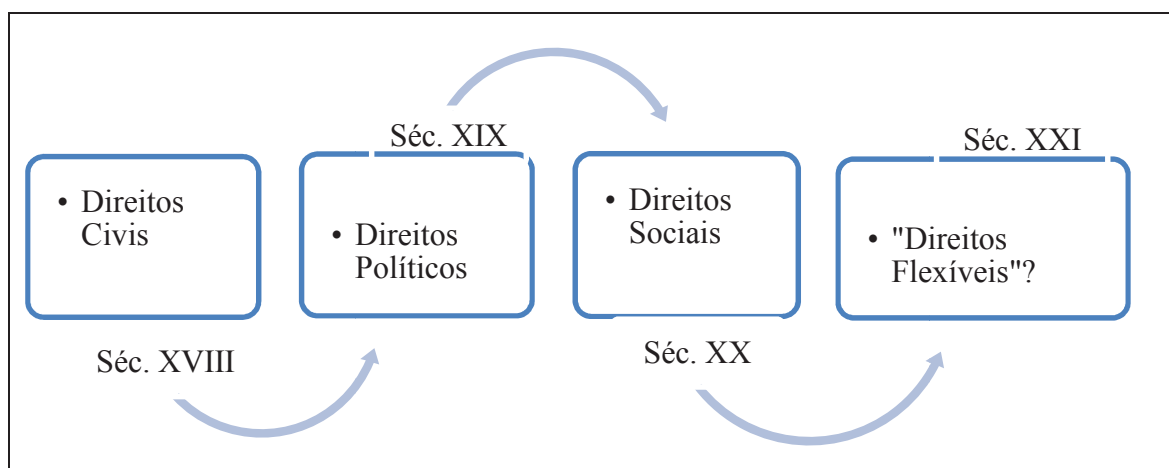 • Direitos
Civis
Séc. XVIII
Séc. XIX
• Direitos
Políticos
• Direitos
Sociais
Séc. XX
Séc. XXI
• "Direitos
Flexíveis"?